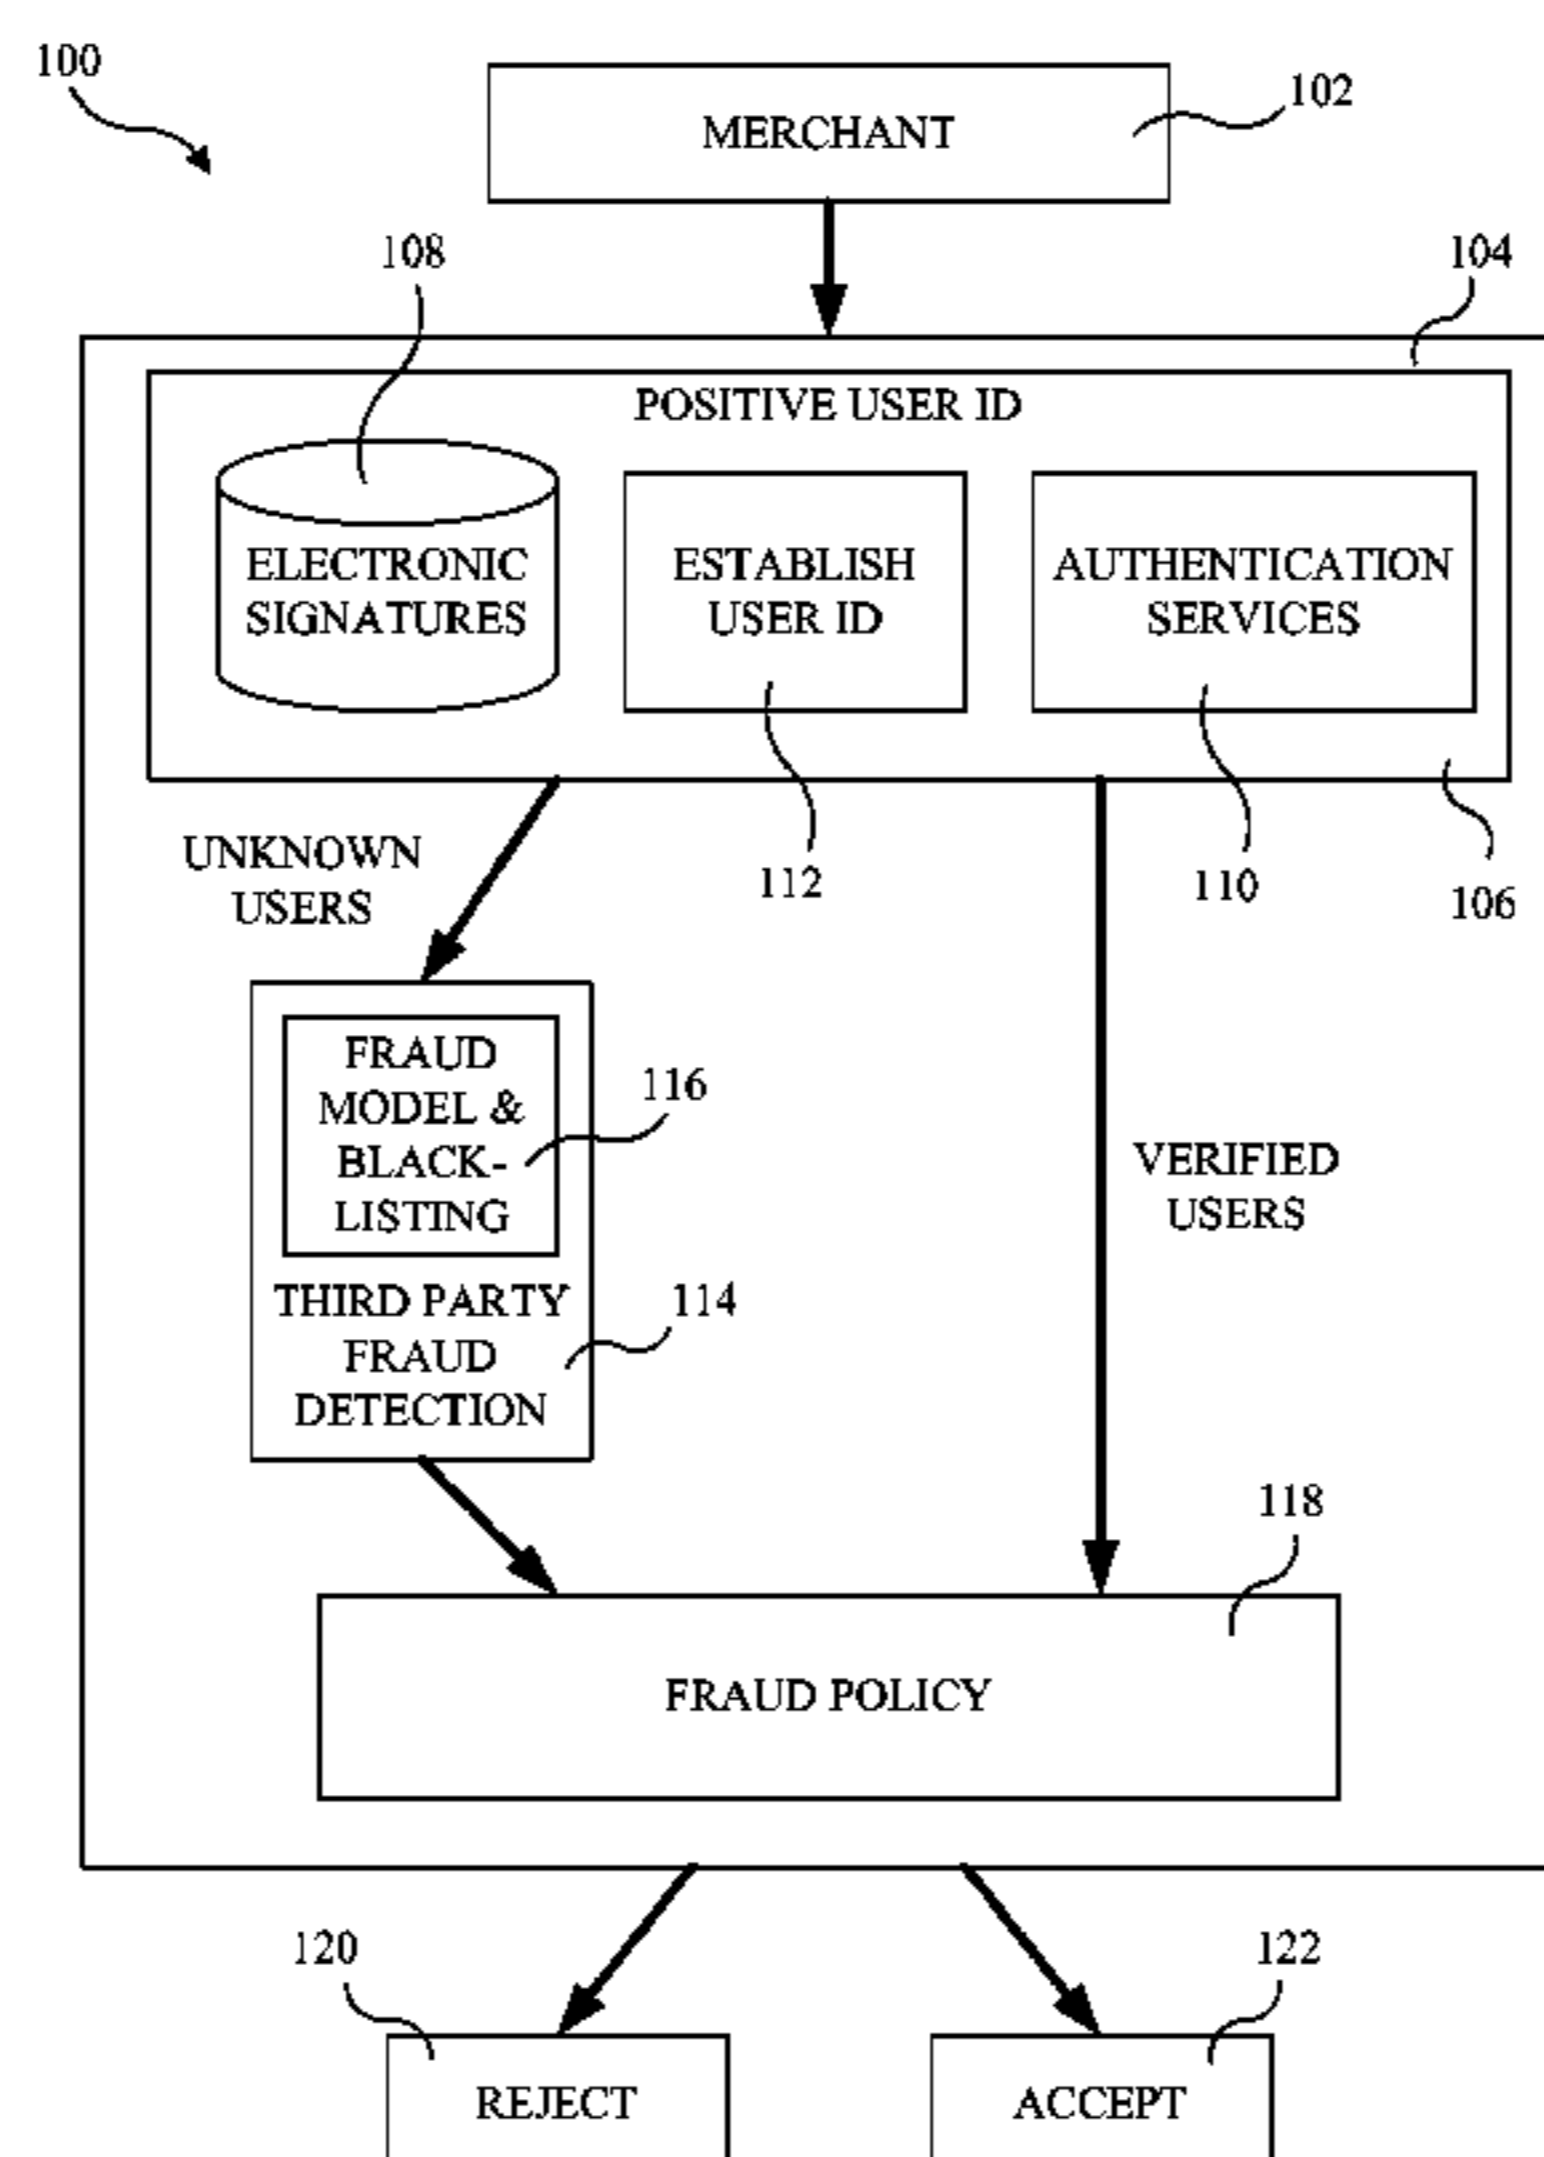 100
MERCHANT
102
108
104
POSITIVE USER ID
ELECTRONIC
SIGNATURES
ESTABLISH
USER ID
AUTHENTICATION
SERVICES
UNKNOWN
USERS
112
110
106
FRAUD
MODEL &
BLACK-
LISTING
116
THIRD PARTY
FRAUD
DETECTION
114
VERIFIED
USERS
118
FRAUD POLICY
120
122
REJECT
ACCEPT